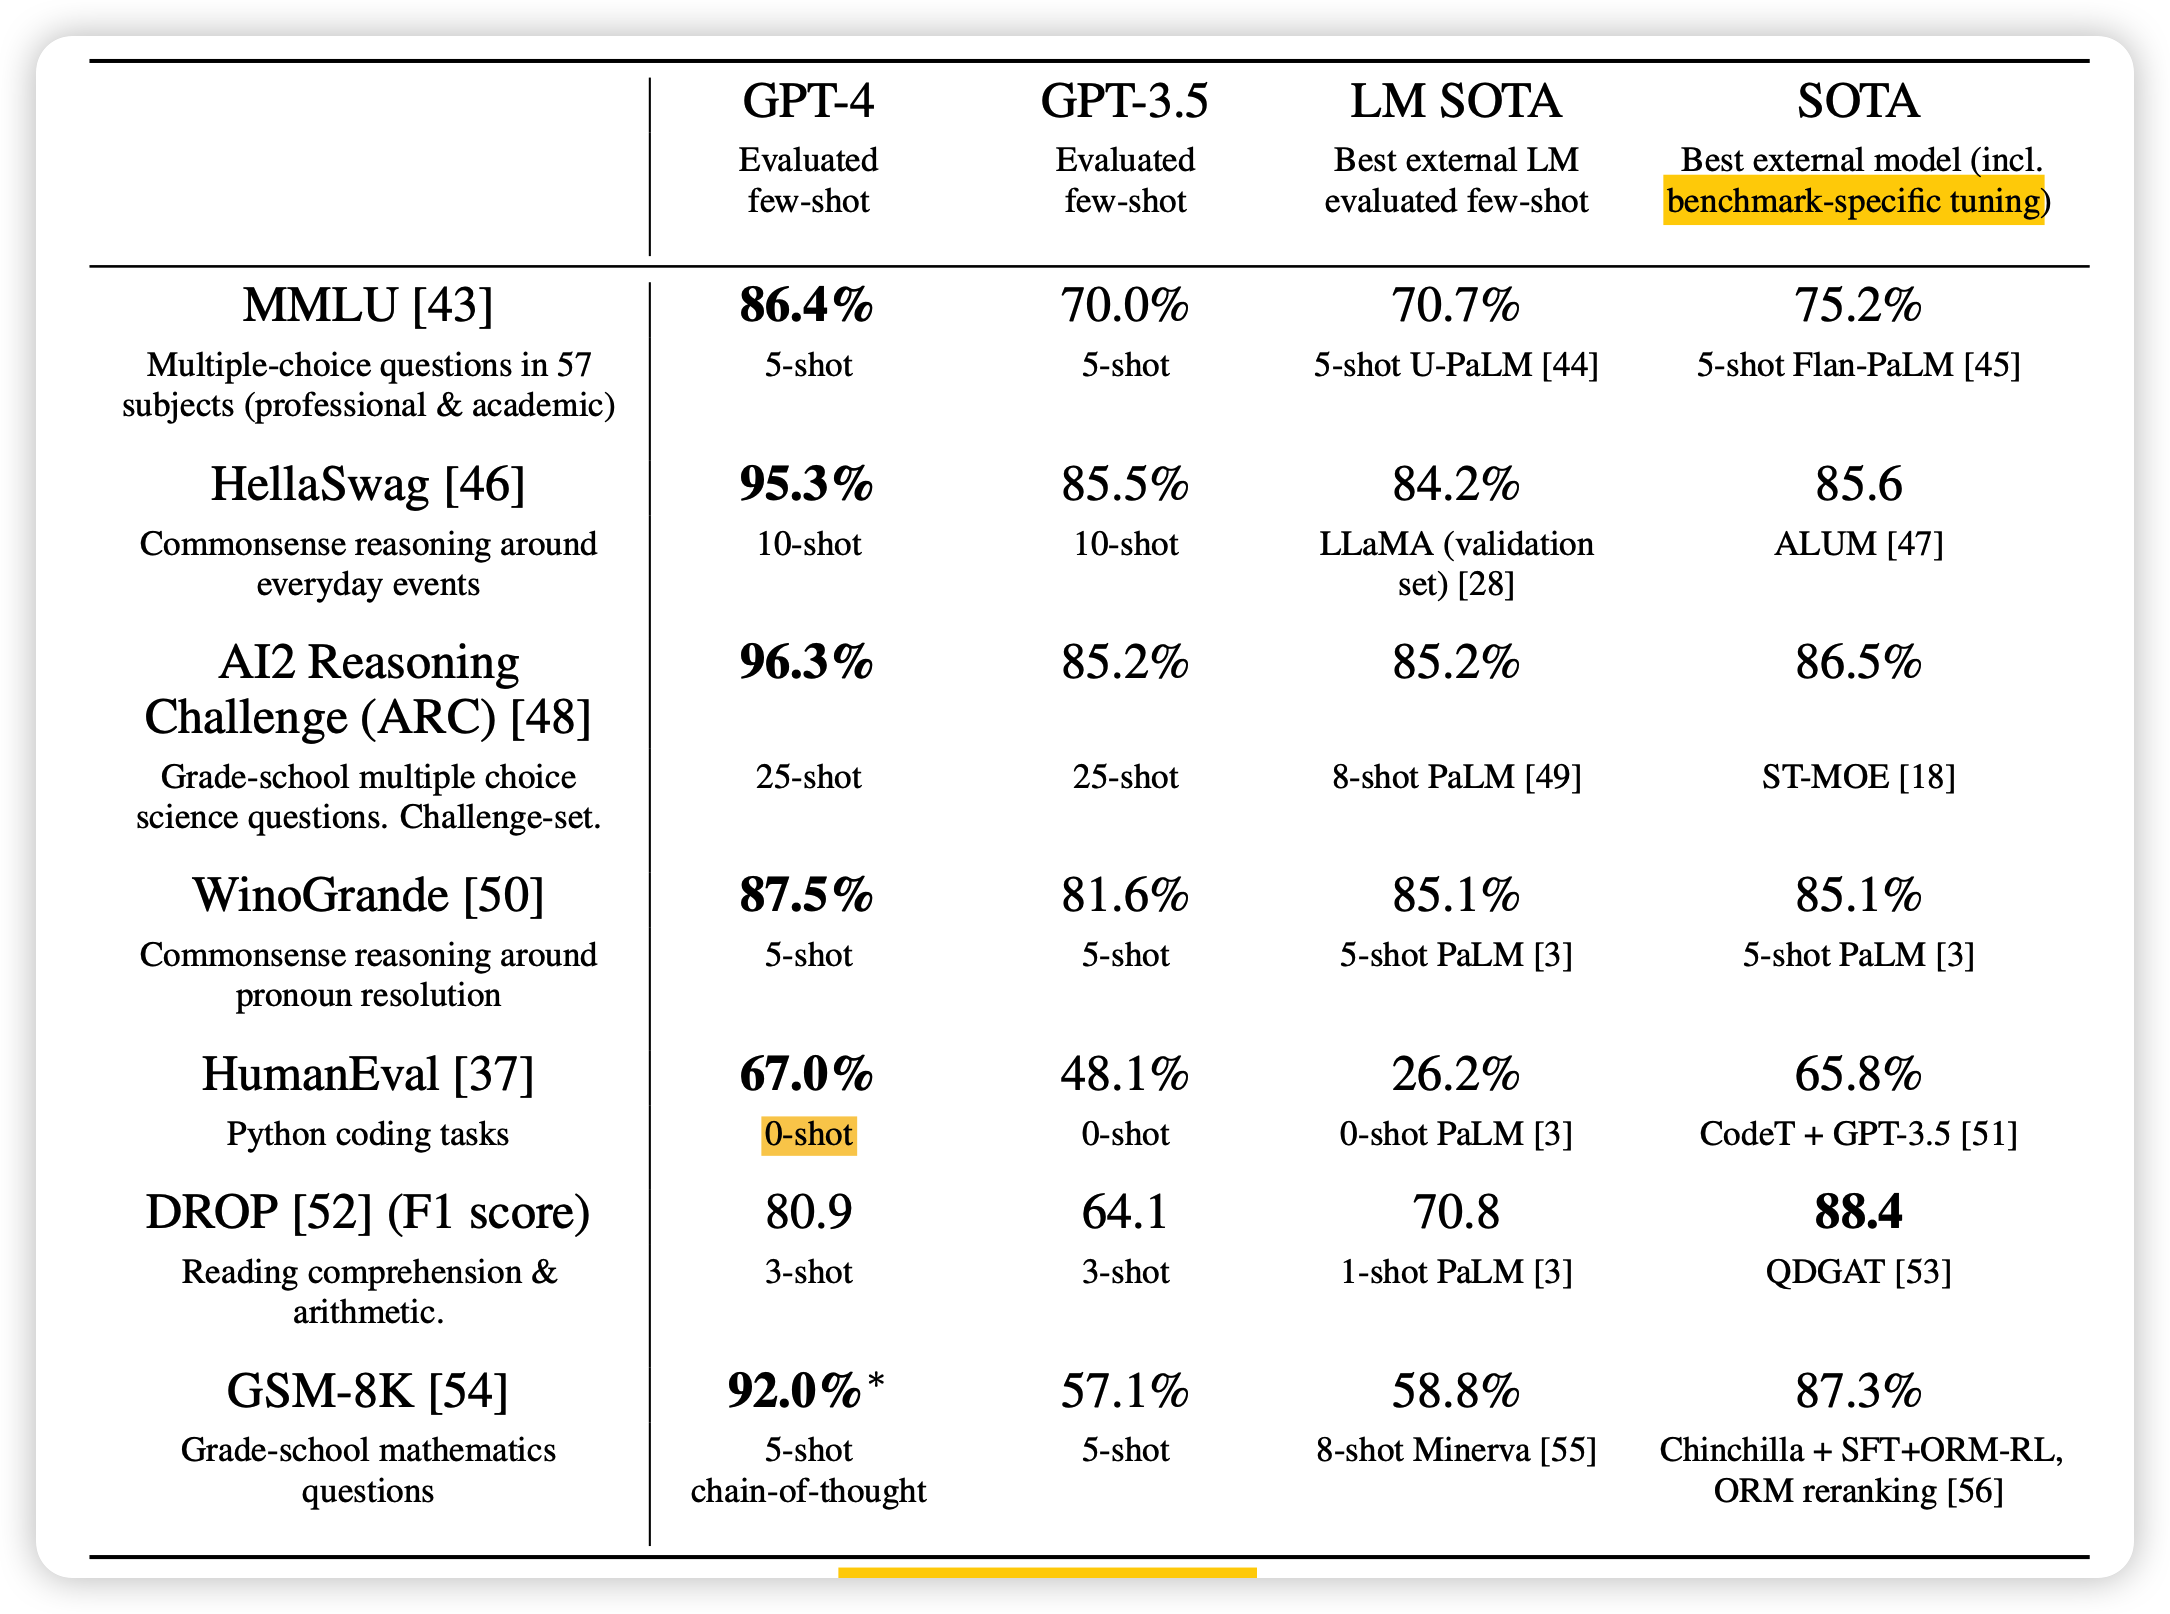 GPT-4 GPT-3.5 LM SOTA SOTA
Evaluated Evaluated Best external LM Best external model (incl.
few-shot few-shot evaluated few-shot benchmark-specific tuning)
MMLU [43] 86.4% 70.0% 70.7% 75.2%
Multiple-choice questions in 57 5-shot 5-shot 5-shot U-PaLM [44] 5-shot Flan-PaLM [45]
subjects (professional & academic)
HellaSwag [46] 95.3% 85.5% 84.2% 85.6
Commonsense reasoning around 10-shot 10-shot LLaMA (validation ALUM [47]
everyday events set) [28]
AI2 Reasoning 96.3% 85.2% 85.2% 86.5%
Challenge (ARC) [48]
Grade-school multiple choice 25-shot 25-shot 8-shot PaLM [49] ST-MOE [18]
science questions. Challenge-set.
WinoGrande [50] 87.5% 81.6% 85.1% 85.1%
Commonsense reasoning around 5-shot 5-shot 5-shot PaLM [3] 5-shot PaLM [3]
pronoun resolution
HumanEval [37] 67.0% 48.1% 26.2% 65.8%
Python coding tasks 0-shot 0-shot 0-shot PaLM [3] CodeT + GPT-3.5 [51]
DROP [52] (F1 score) 80.9 64.1 70.8 88.4
Reading comprehension & 3-shot 3-shot 1-shot PaLM [3] QDGAT [53]
arithmetic.
GSM-8K [54] 92.0%* 57.1% 58.8% 87.3%
Grade-school mathematics 5-shot 5-shot 8-shot Minerva [55] Chinchilla + SFT+ORM-RL,
questions chain-of-thought ORM reranking [56]